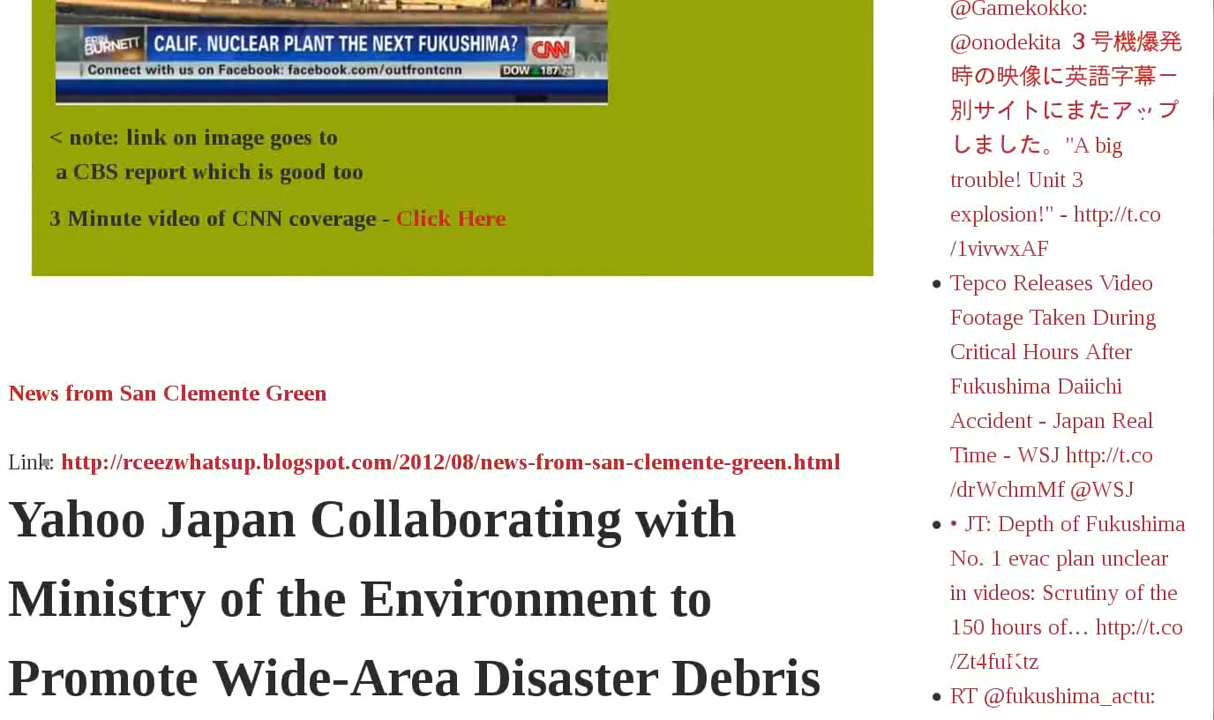 ERIN BURNETT
CALIF. NUCLEAR PLANT THE NEXT FUKUSHIMA?
CNN
Connect with us on Facebook: facebook.com/outfrontcnn
DOW 187.73
< note: link on image goes to
a CBS report which is good too
3 Minute video of CNN coverage - Click Here
News from San Clemente Green
Link: http://rceezwhatsup.blogspot.com/2012/08/news-from-san-clemente-green.html
Yahoo Japan Collaborating with
Ministry of the Environment to
Promote Wide-Area Disaster Debris
@Gamekokko:
@onodekita 3号機爆発
時の映像に英語字幕ー
別サイトにまたアップ
しました。"A big
trouble! Unit 3
explosion!" - http://t.co
/1vivwxAF
Tepco Releases Video
Footage Taken During
Critical Hours After
Fukushima Daiichi
Accident - Japan Real
Time - WSJ http://t.co
/drWchmMf @WSJ
• JT: Depth of Fukushima
No. 1 evac plan unclear
in videos: Scrutiny of the
150 hours of… http://t.co
/Zt4fuKtz
RT @fukushima_actu: